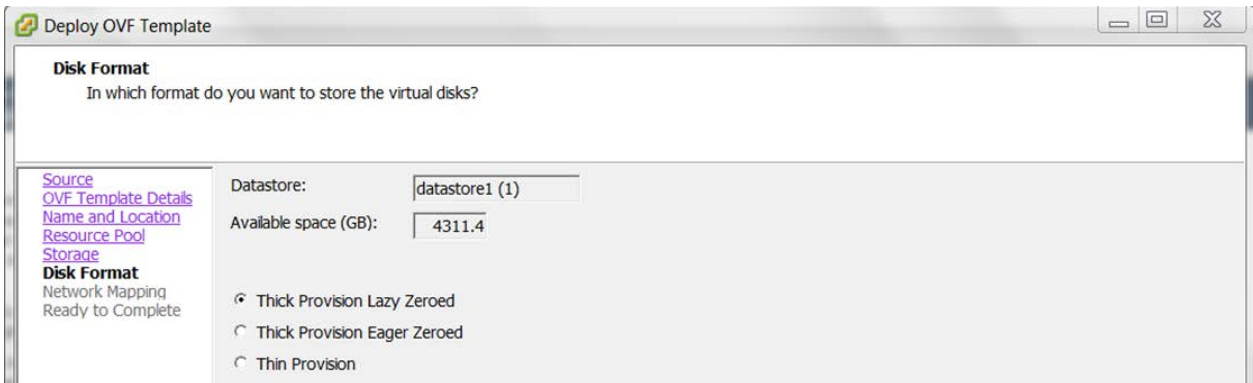 Deploy OVF Template
Disk Format
In which format do you want to store the virtual disks?
Source
OVF Template Details
Name and Location
Resource Pool
Storage
Disk Format
Network Mapping
Ready to Complete
Datastore: datastore1 (1)
Available space (GB): 4311.4
Thick Provision Lazy Zeroed
Thick Provision Eager Zeroed
Thin Provision